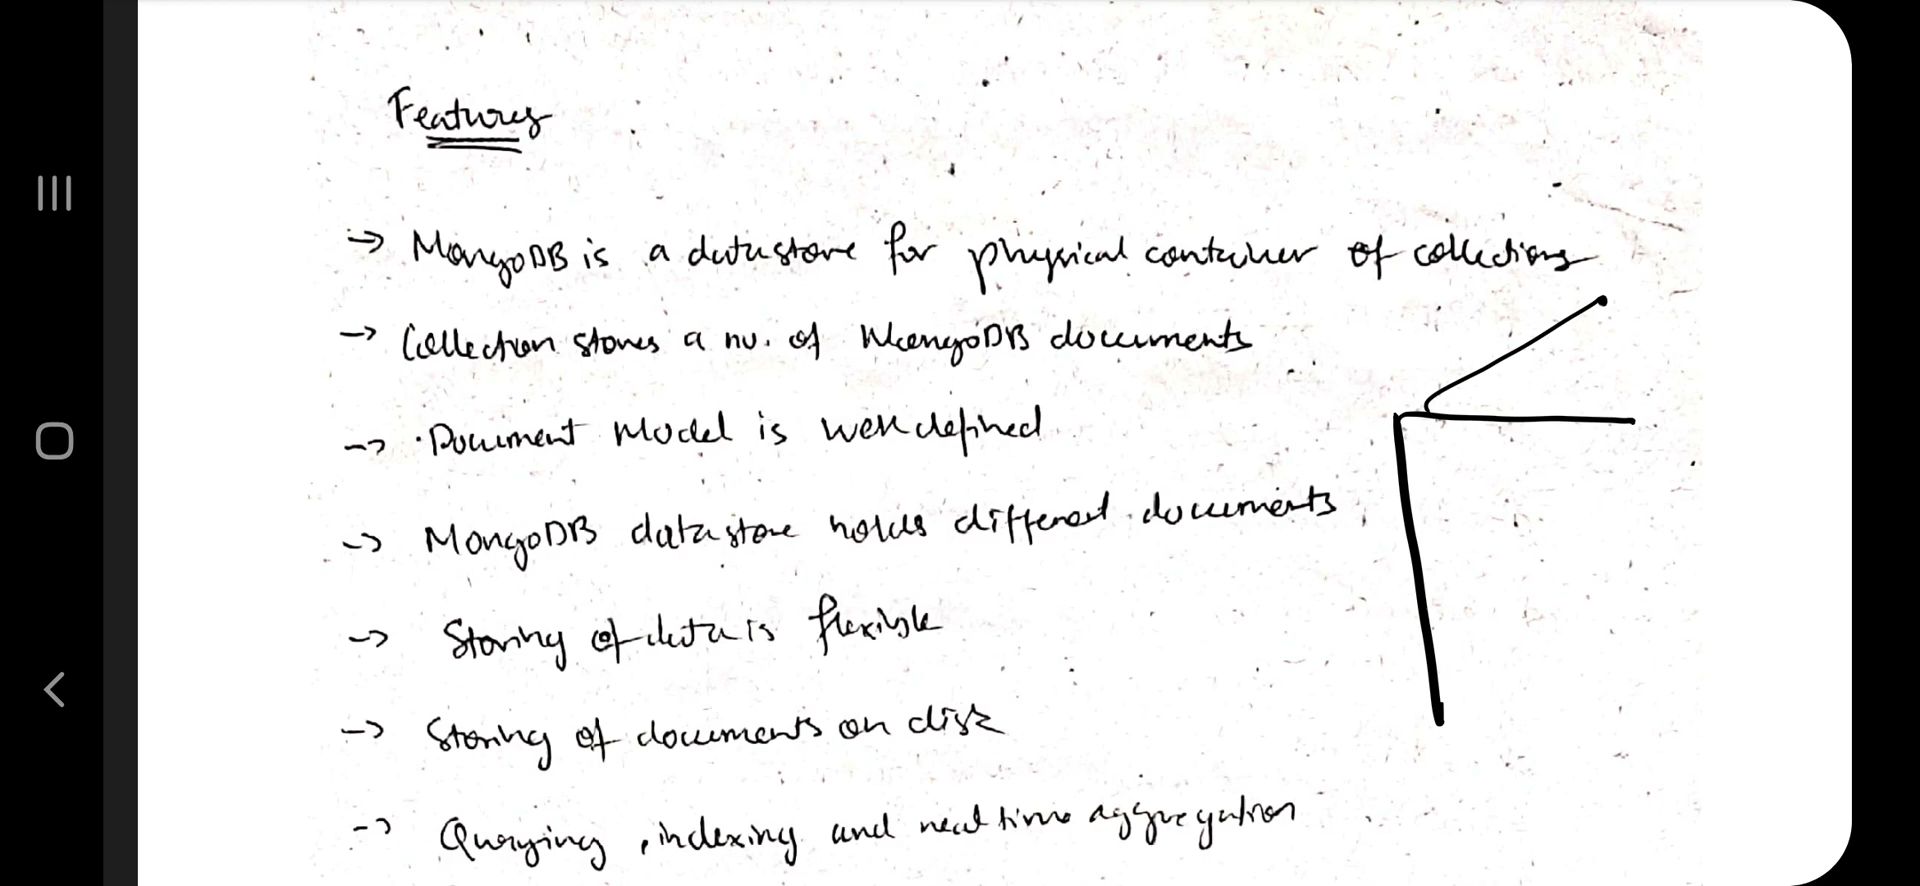 Features
→ MongoDB is a datastore for physical container of collections
→ Collection stores a no. of MongoDB documents
→ Document Model is well defined
→ MongoDB datastore holds different documents
→ Storing of data is flexible
→ Storing of documents on disk
→ Querying, indexing and real time aggregation